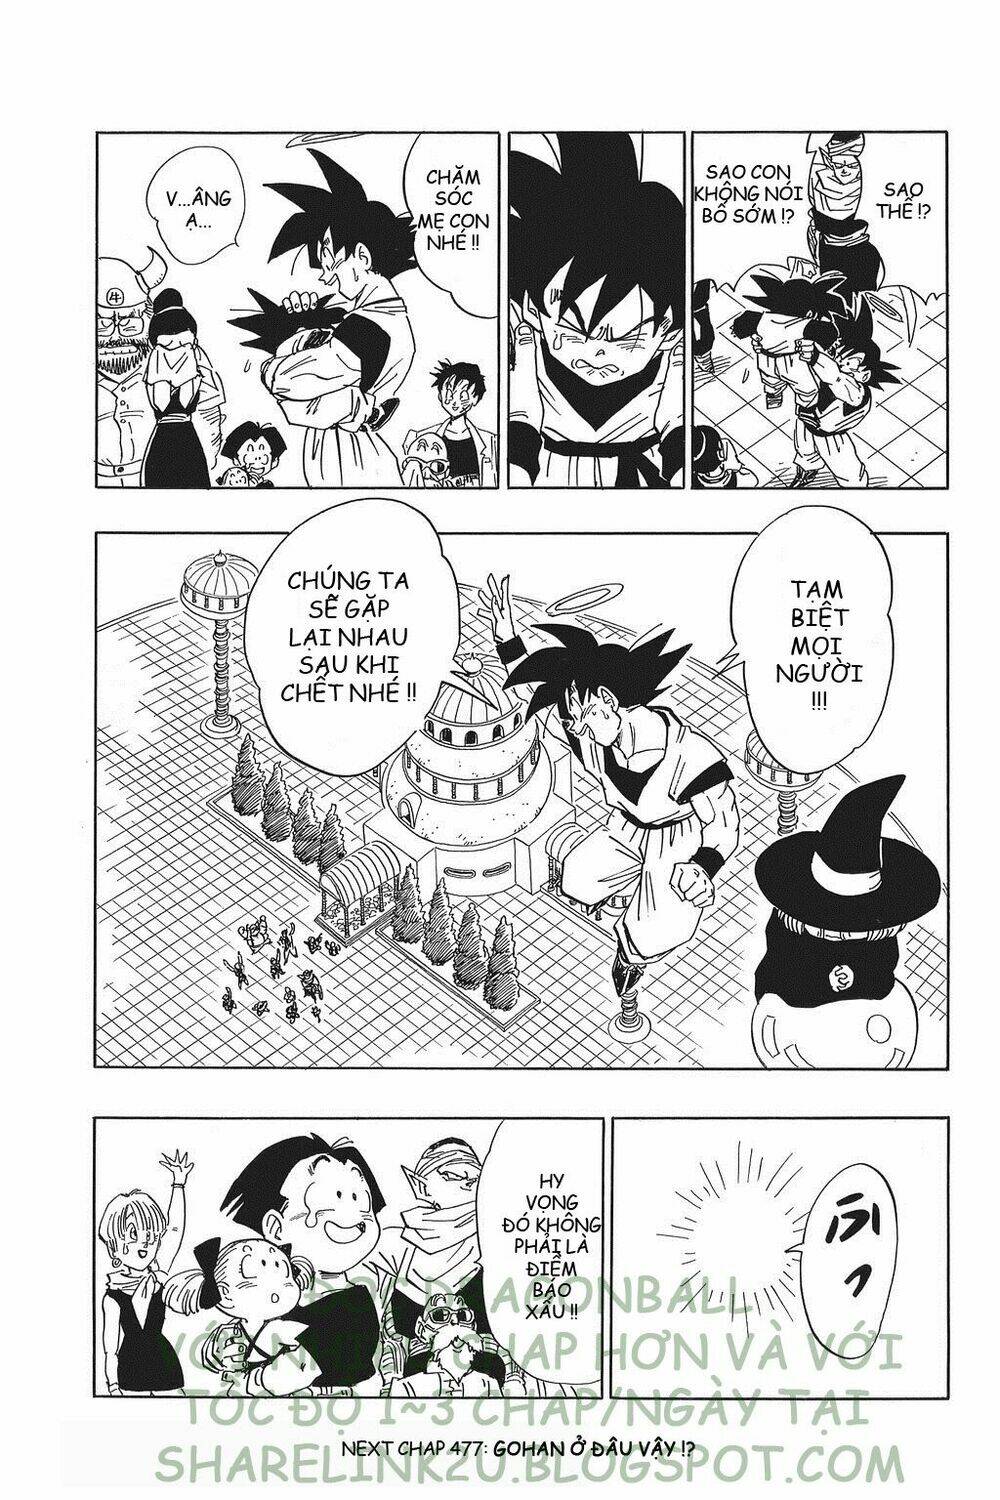 SAO
THẾ !?
SAO CON
KHÔNG NÓI
BỐ SỚM !?
CHĂM
SÓC
MẸ CON
NHÉ !!
V...ÂNG
Ạ...
4
TẠM
BIỆT
MỌI
NGƯỜI
!!!
CHÚNG TA
SẼ GẶP
LẠI NHAU
SAU KHI
CHẾT NHÉ !!
HY
VỌNG
ĐÓ KHÔNG
PHẢI LÀ
ĐIỀM
BÁO
XẤU !!
ĐỌC DRAGONBALL
VỚI NHIỀU CHAP HƠN VÀ VỚI
TỐC ĐỘ 1~3 CHAP/NGÀY TẠI
NEXT CHAP 477: GOHAN Ở ĐÂU VẬY !?
SHARELINK2U.BLOGSPOT.COM